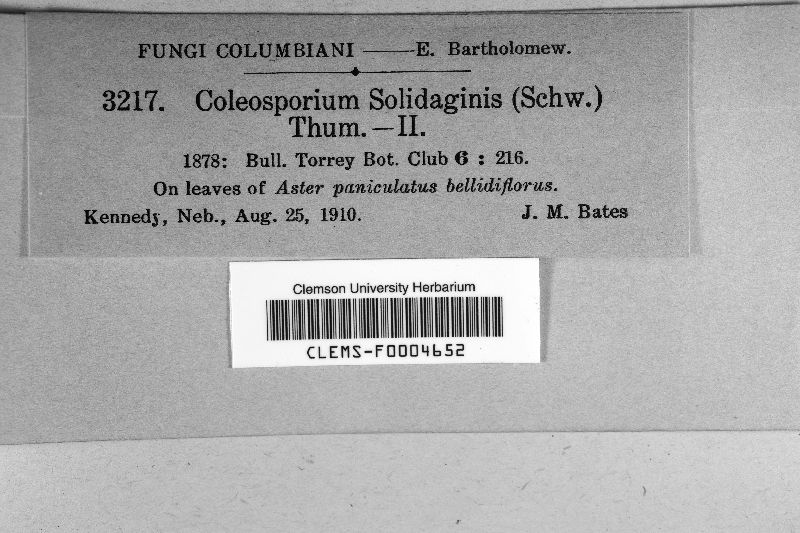 FUNGI COLUMBIANI ——E. Bartholomew.
3217. Coleosporium Solidaginis (Schw.)
Thum.—II.
1878: Bull. Torrey Bot. Club 6 : 216.
On leaves of Aster paniculatus bellidiflorus.
Kennedy, Neb., Aug. 25, 1910. J. M. Bates
Clemson University Herbarium
CLEMS-F0004652